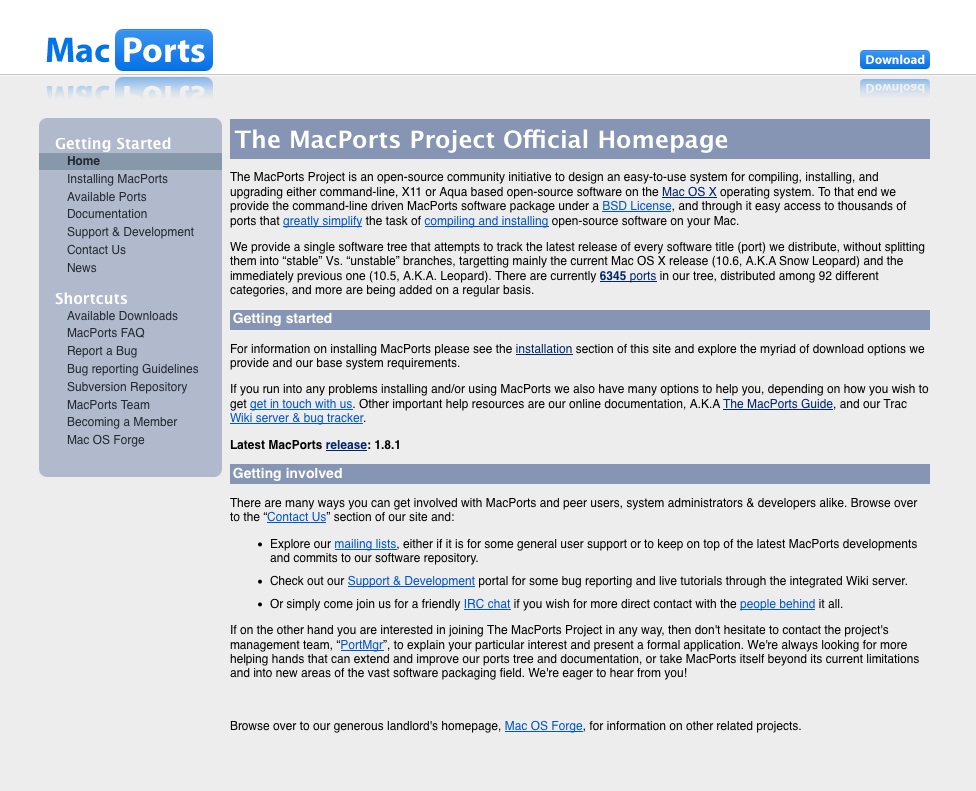 Mac Ports
Download
Getting Started
Home
Installing MacPorts
Available Ports
Documentation
Support & Development
Contact Us
News
Shortcuts
Available Downloads
MacPorts FAQ
Report a Bug
Bug reporting Guidelines
Subversion Repository
MacPorts Team
Becoming a Member
Mac OS Forge
The MacPorts Project Official Homepage
The MacPorts Project is an open-source community initiative to design an easy-to-use system for compiling, installing, and
upgrading either command-line, X11 or Aqua based open-source software on the Mac OS X operating system. To that end we
provide the command-line driven MacPorts software package under a BSD License, and through it easy access to thousands of
ports that greatly simplify the task of compiling and installing open-source software on your Mac.
We provide a single software tree that attempts to track the latest release of every software title (port) we distribute, without splitting
them into “stable” Vs. “unstable” branches, targetting mainly the current Mac OS X release (10.6, A.K.A Snow Leopard) and the
immediately previous one (10.5, A.K.A. Leopard). There are currently 6345 ports in our tree, distributed among 92 different
categories, and more are being added on a regular basis.
Getting started
For information on installing MacPorts please see the installation section of this site and explore the myriad of download options we
provide and our base system requirements.
If you run into any problems installing and/or using MacPorts we also have many options to help you, depending on how you wish to
get get in touch with us. Other important help resources are our online documentation, A.K.A The MacPorts Guide, and our Trac
Wiki server & bug tracker.
Latest MacPorts release: 1.8.1
Getting involved
There are many ways you can get involved with MacPorts and peer users, system administrators & developers alike. Browse over
to the “Contact Us” section of our site and:
• Explore our mailing lists, either if it is for some general user support or to keep on top of the latest MacPorts developments
and commits to our software repository.
• Check out our Support & Development portal for some bug reporting and live tutorials through the integrated Wiki server.
• Or simply come join us for a friendly IRC chat if you wish for more direct contact with the people behind it all.
If on the other hand you are interested in joining The MacPorts Project in any way, then don’t hesitate to contact the project’s
management team, “PortMgr”, to explain your particular interest and present a formal application. We’re always looking for more
helping hands that can extend and improve our ports tree and documentation, or take MacPorts itself beyond its current limitations
and into new areas of the vast software packaging field. We’re eager to hear from you!
Browse over to our generous landlord’s homepage, Mac OS Forge, for information on other related projects.